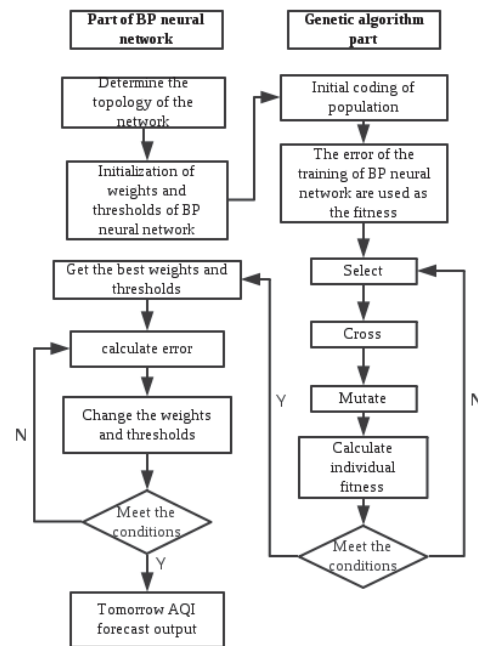 Part of BP neural
network
Genetic algorithm
part
Determine the
topology of the
network
Initialization of
weights and
thresholds of BP
neural network
Initial coding of
population
The error of the
training of BP neural
network are used as
the fitness
Select
Cross
Mutate
Calculate
individual
fitness
Meet the
conditions
Y
N
Get the best weights and
thresholds
calculate error
Change the weights
and thresholds
N
Meet the
conditions
Y
Tomorrow AQI
forecast output